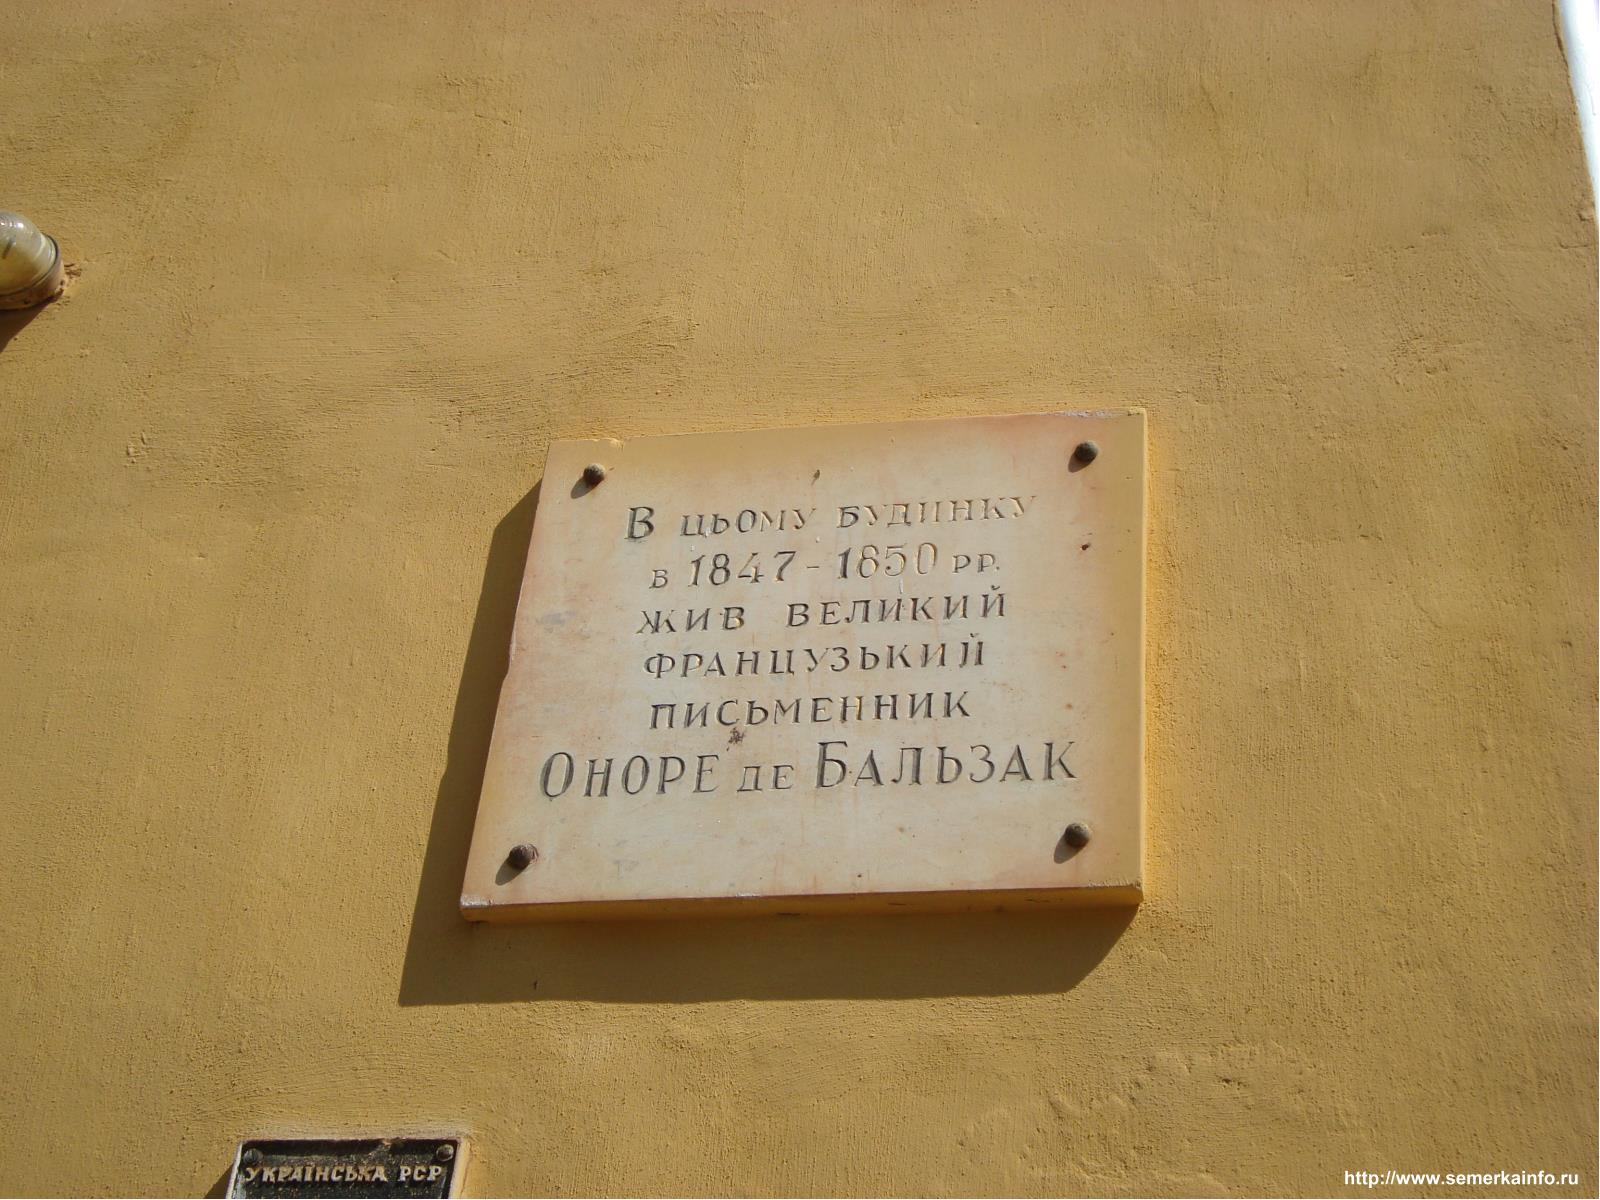 В цьому будинку
в 1847-1850 рр.
жив великий
французький
письменник
Оноре де Бальзак
УКРАЇНСЬКА РСР
http://www.semerkainfo.ru